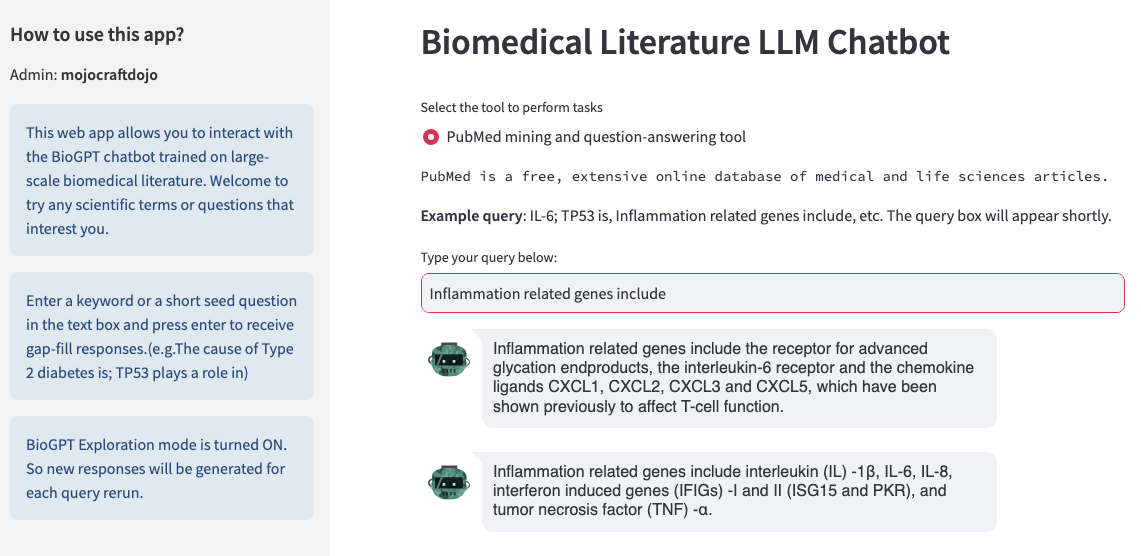 How to use this app?
Admin: mojocraftdojo
This web app allows you to interact with
the BioGPT chatbot trained on large-
scale biomedical literature. Welcome to
try any scientific terms or questions that
interest you.
Enter a keyword or a short seed question
in the text box and press enter to receive
gap-fill responses.(e.g.The cause of Type
2 diabetes is; TP53 plays a role in)
BioGPT Exploration mode is turned ON.
So new responses will be generated for
each query rerun.
Biomedical Literature LLM Chatbot
Select the tool to perform tasks
PubMed mining and question-answering tool
PubMed is a free, extensive online database of medical and life sciences articles.
Example query: IL-6; TP53 is, Inflammation related genes include, etc. The query box will appear shortly.
Type your query below:
Inflammation related genes include
Inflammation related genes include the receptor for advanced
glycation endproducts, the interleukin-6 receptor and the chemokine
ligands CXCL1, CXCL2, CXCL3 and CXCL5, which have been
shown previously to affect T-cell function.
Inflammation related genes include interleukin (IL) -1β, IL-6, IL-8,
interferon induced genes (IFIGs) -I and II (ISG15 and PKR), and
tumor necrosis factor (TNF) -α.